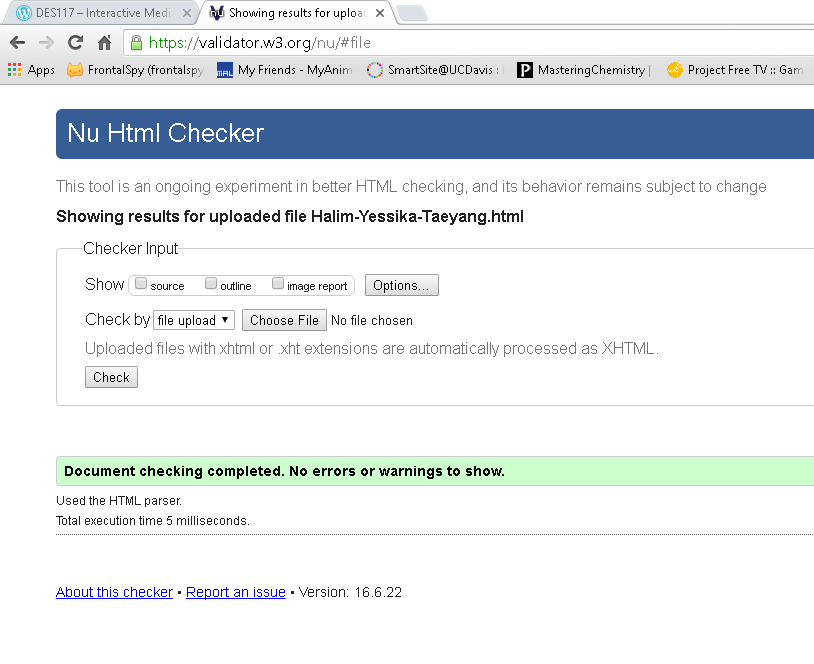 DES117 – Interactive Medi
Showing results for uploa
https://validator.w3.org/nu/#file
Apps FrontalSpy (frontalspy MAL My Friends - MyAnim SmartSite@UCDavis : P MasteringChemistry | Project Free TV :: Gam
Nu Html Checker
This tool is an ongoing experiment in better HTML checking, and its behavior remains subject to change
Showing results for uploaded file Halim-Yessika-Taeyang.html
Checker Input
Show source outline image report Options...
Check by file upload Choose File No file chosen
Uploaded files with xhtml or .xht extensions are automatically processed as XHTML.
Check
Document checking completed. No errors or warnings to show.
Used the HTML parser.
Total execution time 5 milliseconds.
About this checker • Report an issue • Version: 16.6.22